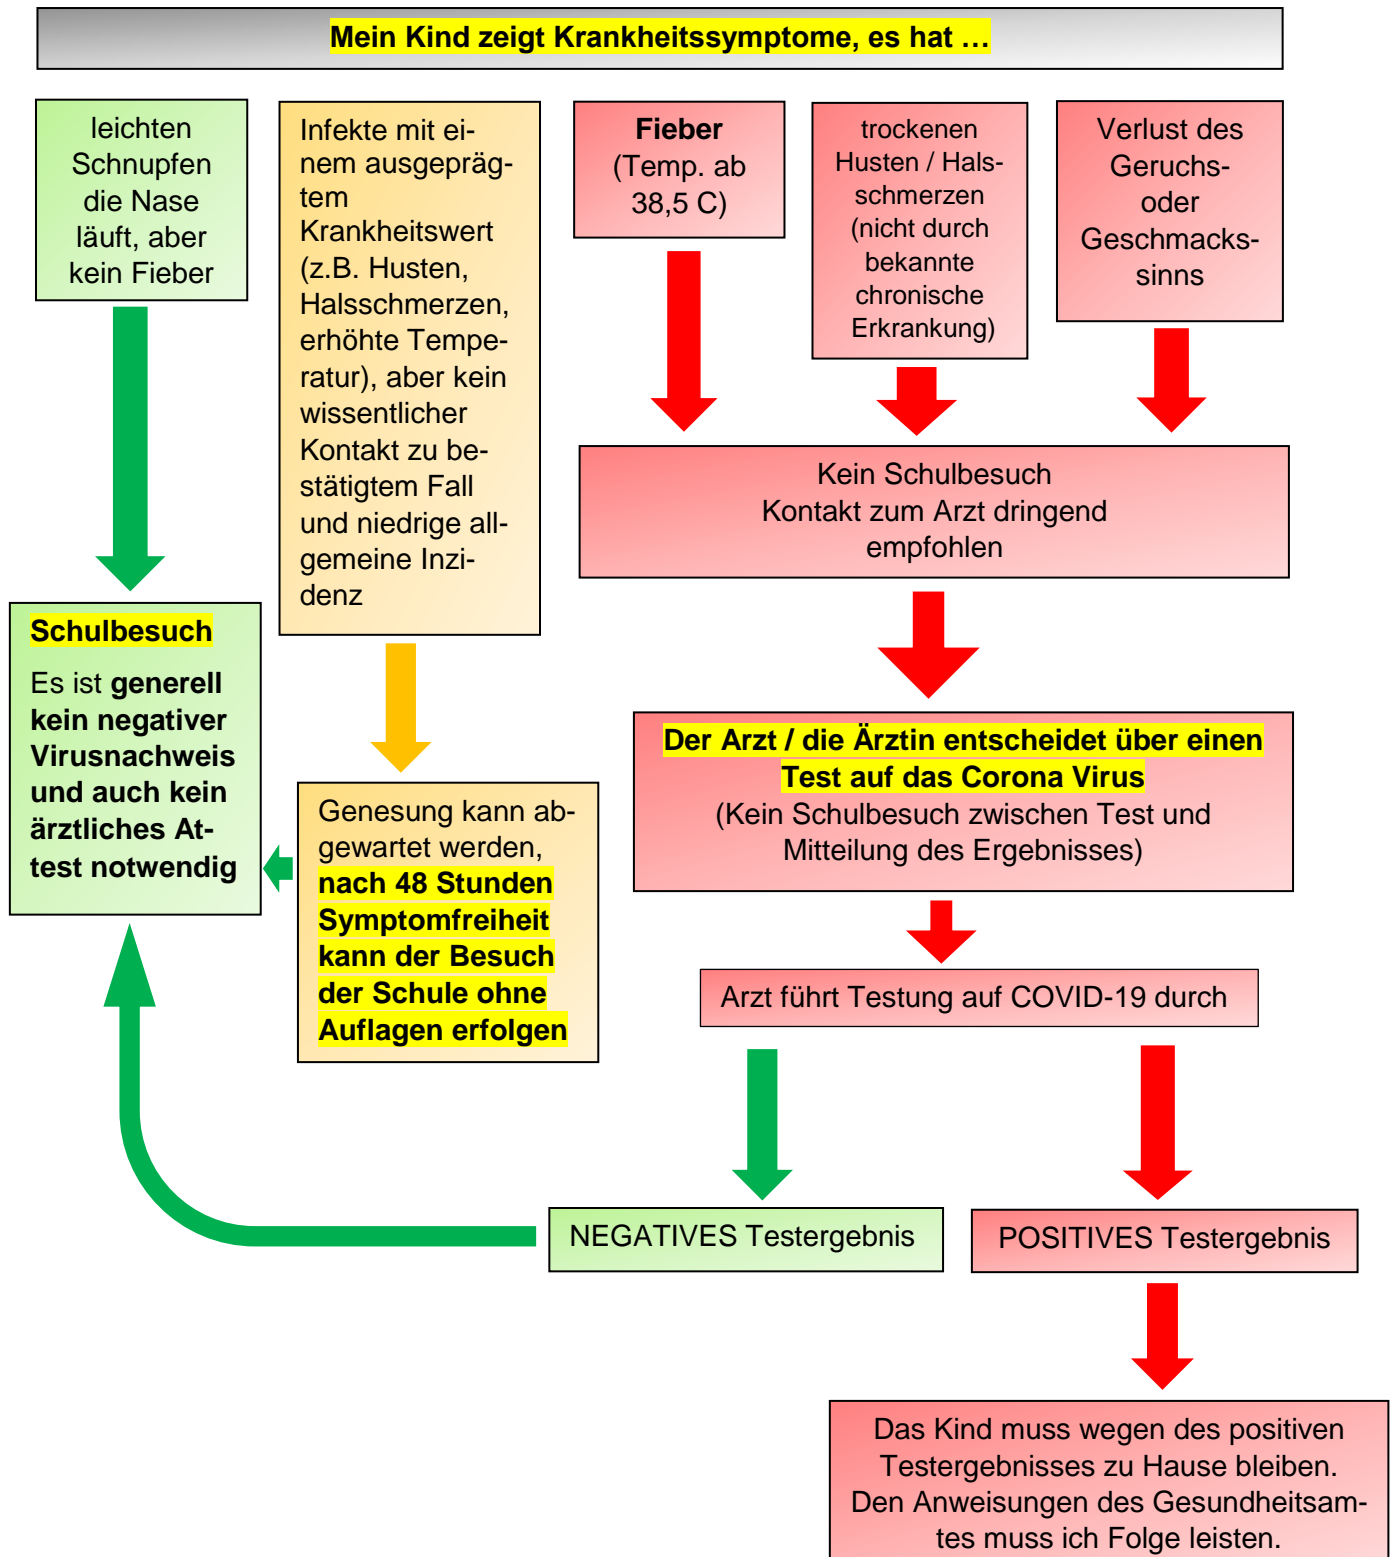 Mein Kind zeigt Krankheitssymptome, es hat …
leichten
Schnupfen
die Nase
läuft, aber
kein Fieber
Infekte mit ei-
nem ausgepräg-
tem
Krankheitswert
(z.B. Husten,
Halsschmerzen,
erhöhte Tempe-
ratur), aber kein
wissentlicher
Kontakt zu be-
stätigtem Fall
und niedrige all-
gemeine Inzi-
denz
Fieber
(Temp. ab
38,5 C)
trockenen
Husten / Hals-
schmerzen
(nicht durch
bekannte
chronische
Erkrankung)
Verlust des
Geruchs-
oder
Geschmacks-
sinns
Kein Schulbesuch
Kontakt zum Arzt dringend
empfohlen
Schulbesuch
Es ist generell
kein negativer
Virusnachweis
und auch kein
ärztliches At-
test notwendig
Genesung kann ab-
gewartet werden,
nach 48 Stunden
Symptomfreiheit
kann der Besuch
der Schule ohne
Auflagen erfolgen
Der Arzt / die Ärztin entscheidet über einen
Test auf das Corona Virus
(Kein Schulbesuch zwischen Test und
Mitteilung des Ergebnisses)
Arzt führt Testung auf COVID-19 durch
NEGATIVES Testergebnis
POSITIVES Testergebnis
Das Kind muss wegen des positiven
Testergebnisses zu Hause bleiben.
Den Anweisungen des Gesundheitsam-
tes muss ich Folge leisten.